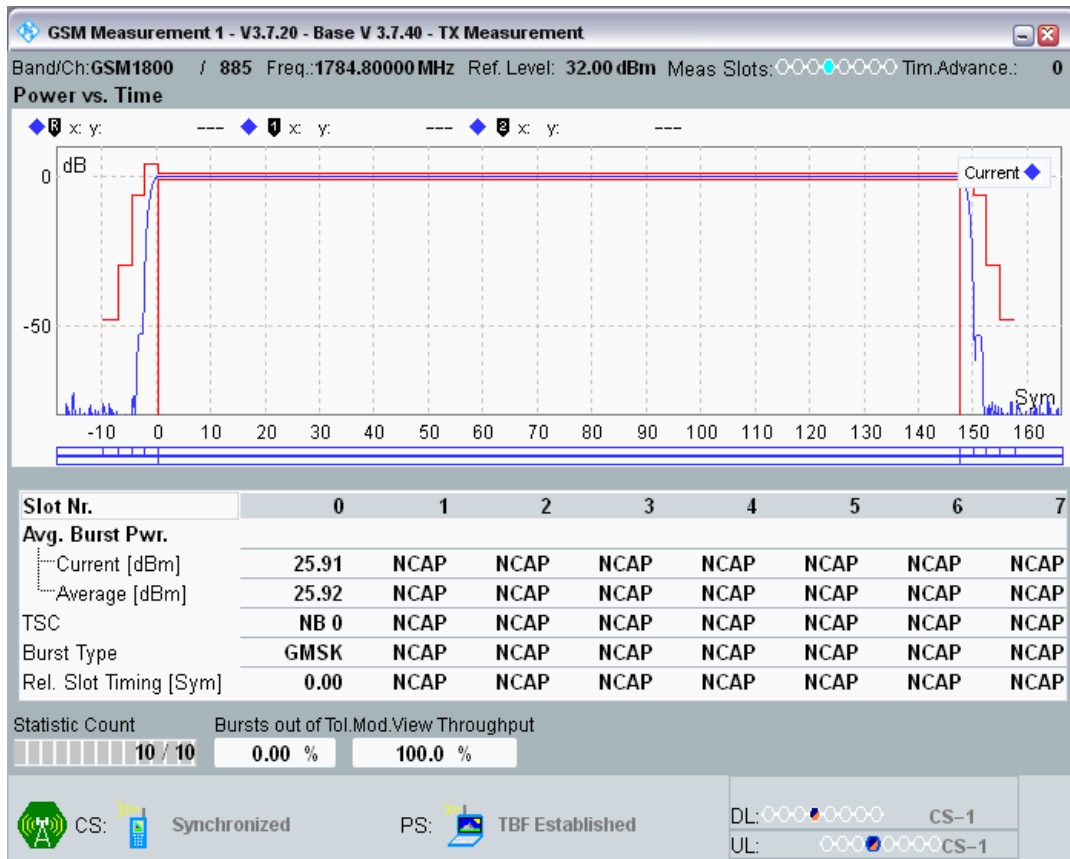 GSM Measurement 1 - V3.7.20 - Base V 3.7.40 - TX Measurement
Band/Ch:GSM1800 / 885 Freq.:1784.80000 MHz Ref. Level: 32.00 dBm Meas Slots: Tim.Advance.: 0
Power vs. Time
R x: y: --- 1 x: y: --- 2 x: y: ---
dB
Current
0
-50
Sym
-10 0 10 20 30 40 50 60 70 80 90 100 110 120 130 140 150 160
Slot Nr. 0 1 2 3 4 5 6 7
Avg. Burst Pwr.
Current [dBm] 25.91 NCAP NCAP NCAP NCAP NCAP NCAP NCAP
Average [dBm] 25.92 NCAP NCAP NCAP NCAP NCAP NCAP NCAP
TSC NB 0 NCAP NCAP NCAP NCAP NCAP NCAP NCAP
Burst Type GMSK NCAP NCAP NCAP NCAP NCAP NCAP NCAP
Rel. Slot Timing [Sym] 0.00 NCAP NCAP NCAP NCAP NCAP NCAP NCAP
Statistic Count Bursts out of Tol.Mod.View Throughput
10 / 10 0.00 % 100.0 %
CS: Synchronized PS: TBF Established DL: CS-1
UL: CS-1